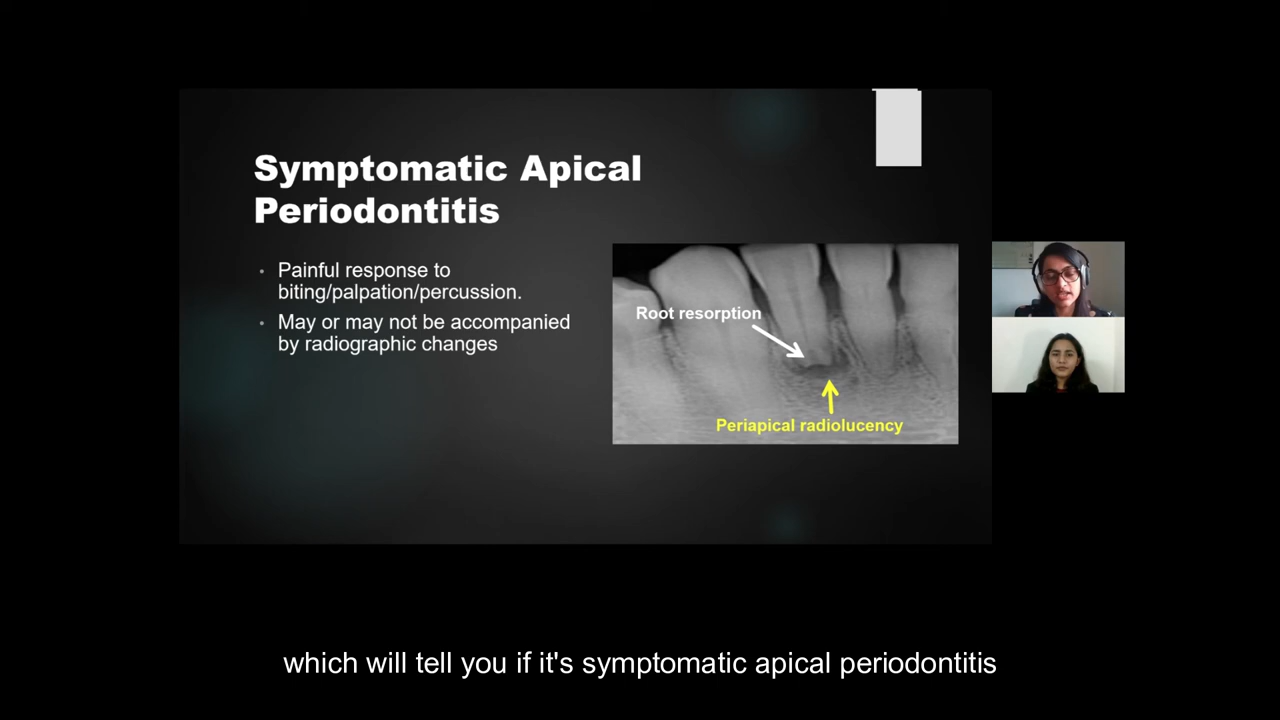 Symptomatic Apical
Periodontitis
• Painful response to
biting/palpation/percussion.
• May or may not be accompanied
by radiographic changes
Root resorption
Periapical radiolucency
which will tell you if it's symptomatic apical periodontitis